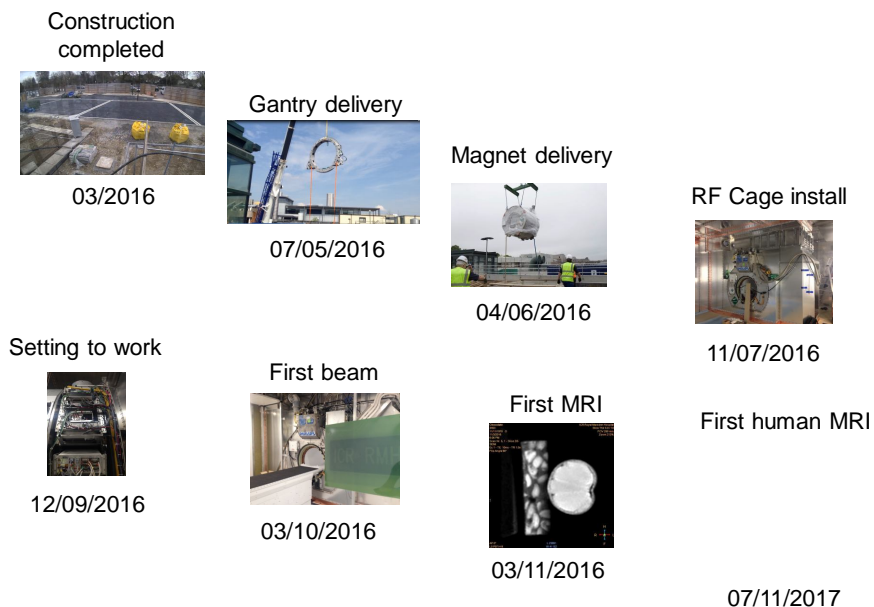 Construction
completed
03/2016
Gantry delivery
07/05/2016
Magnet delivery
04/06/2016
RF Cage install
11/07/2016
Setting to work
12/09/2016
First beam
03/10/2016
First MRI
03/11/2016
First human MRI
07/11/2017